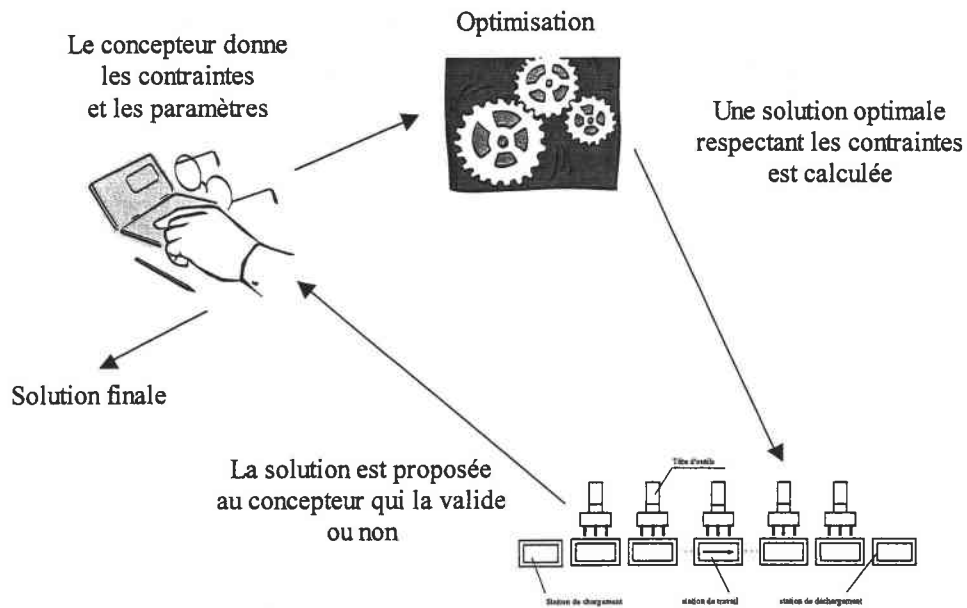 Optimisation
Le concepteur donne
les contraintes
et les paramètres
Une solution optimale
respectant les contraintes
est calculée
Solution finale
La solution est proposée
au concepteur qui la valide
ou non
Tête d'outils
Station de chargement
station de travail
station de déchargement